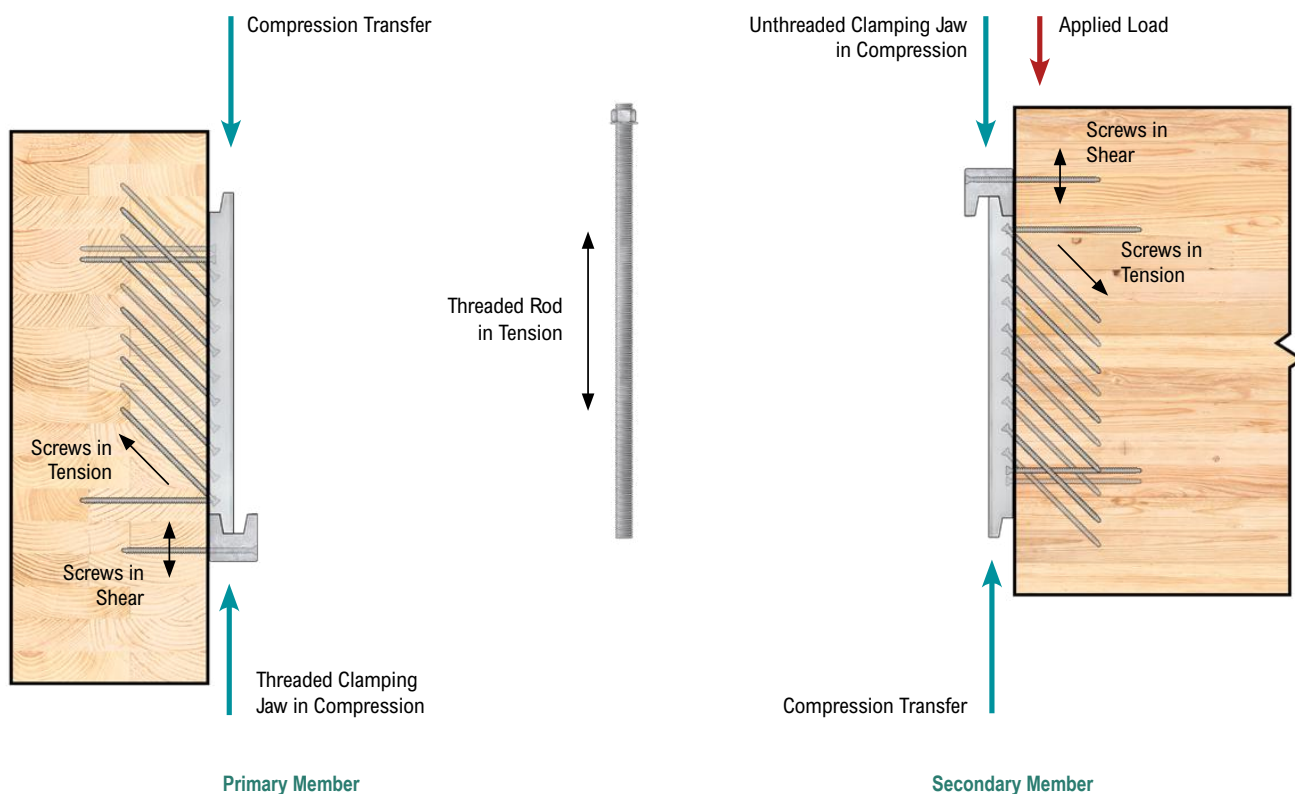 Compression Transfer
Unthreaded Clamping Jaw
in Compression
Applied Load
Screws in
Shear
Screws in
Tension
Threaded Rod
in Tension
Screws in
Tension
Screws in
Shear
Threaded Clamping
Jaw in Compression
Compression Transfer
Primary Member
Secondary Member